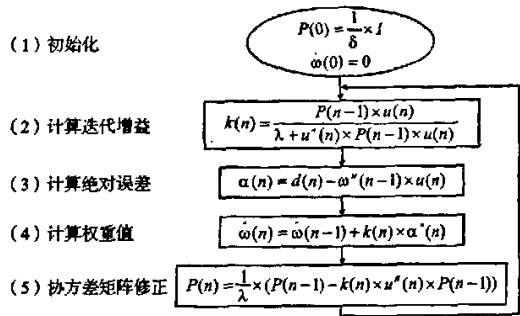 (1) 初始化
P(0) = 1/δ × I
ω̂(0) = 0
(2) 计算迭代增益
k(n) = P(n−1)×u(n) / λ+uᴴ(n)×P(n−1)×u(n)
(3) 计算绝对误差
α(n) = d(n)−ω̂ᴴ(n−1)×u(n)
(4) 计算权重值
ω̂(n) = ω̂(n−1)+k(n)×α*(n)
(5) 协方差矩阵修正
P(n) = 1/λ ×(P(n−1)−k(n)×uᴴ(n)×P(n−1))